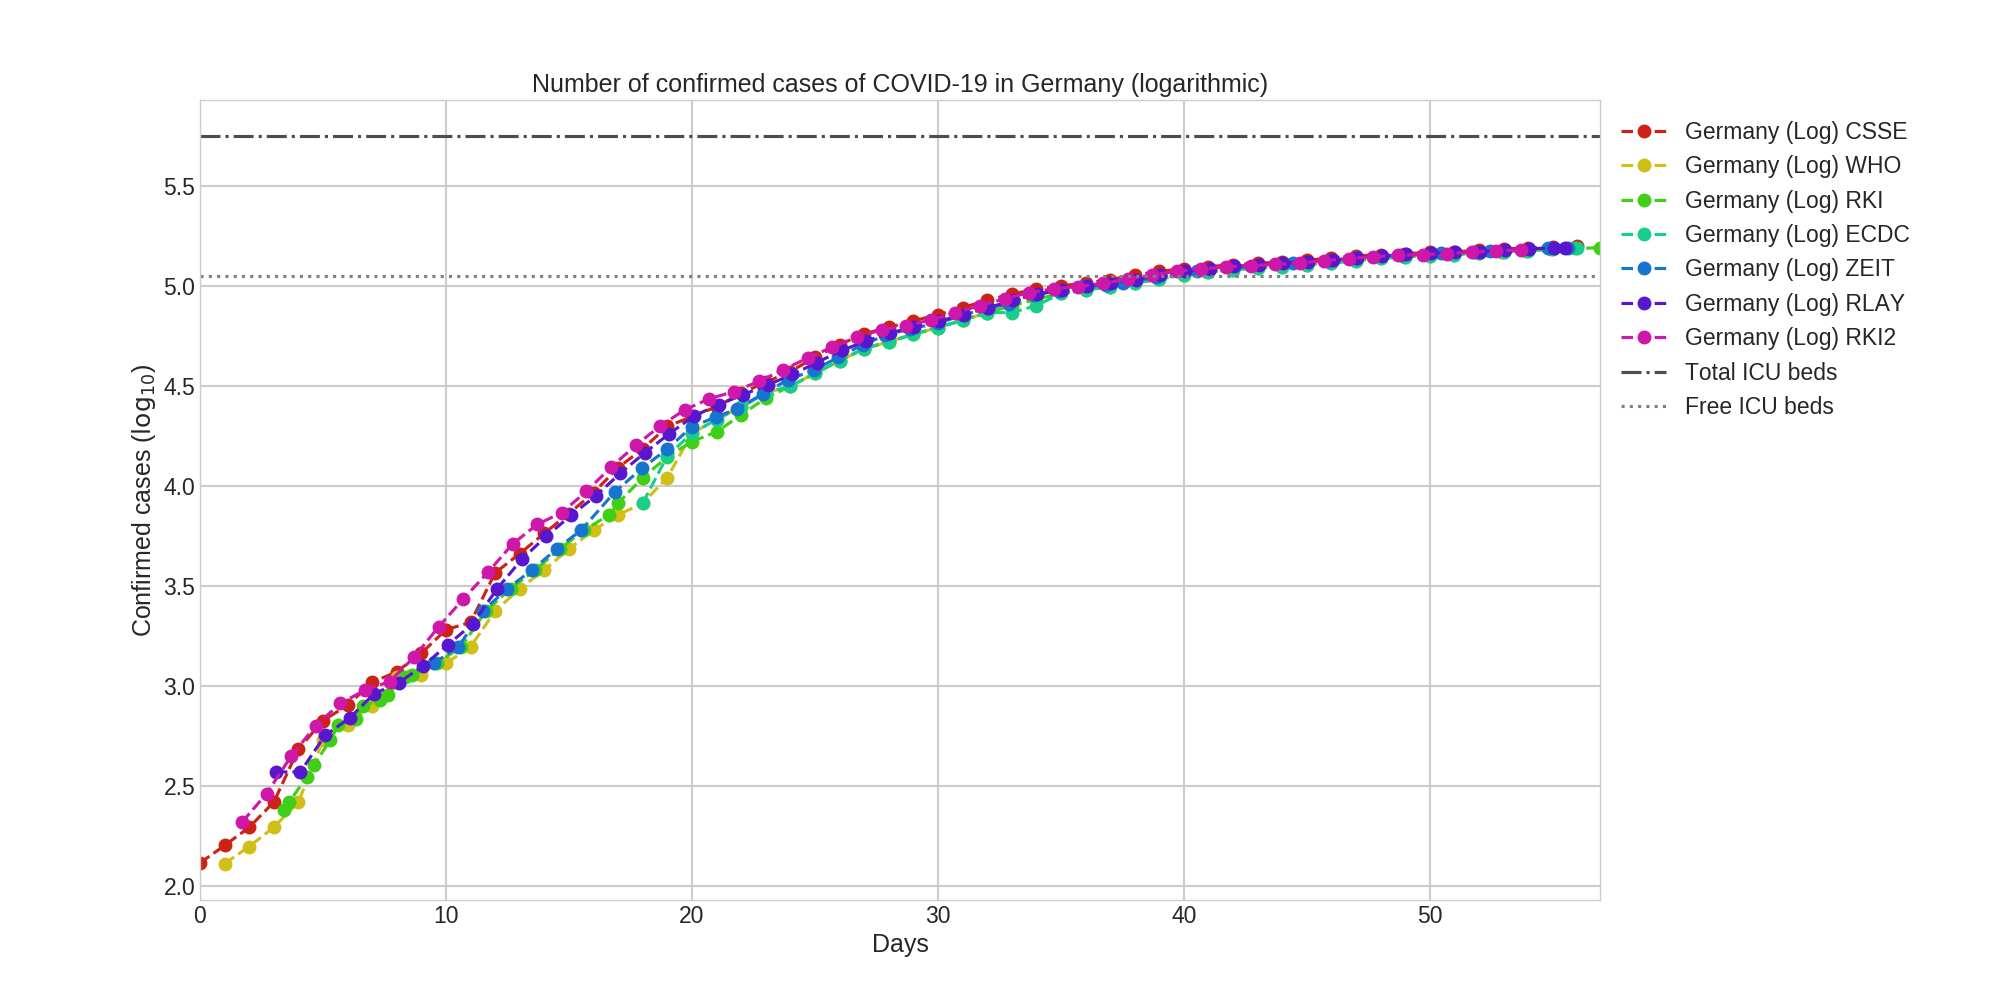 Number of confirmed cases of COVID-19 in Germany (logarithmic)
Confirmed cases (log₁₀)
5.5
5.0
4.5
4.0
3.5
3.0
2.5
2.0
0 10 20 30 40 50
Days
Germany (Log) CSSE
Germany (Log) WHO
Germany (Log) RKI
Germany (Log) ECDC
Germany (Log) ZEIT
Germany (Log) RLAY
Germany (Log) RKI2
Total ICU beds
Free ICU beds